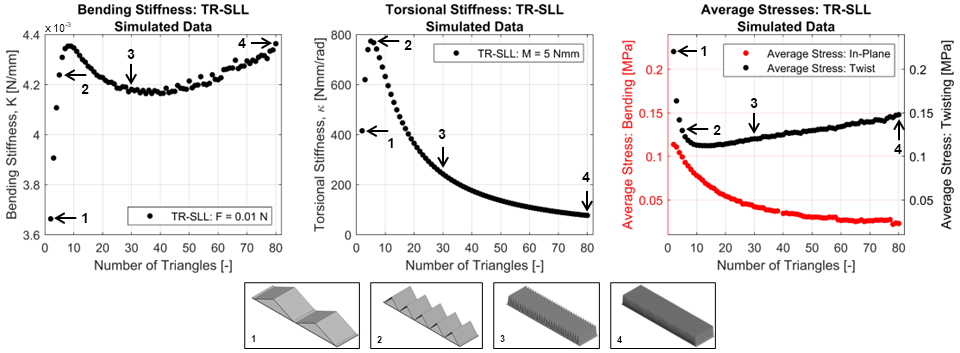 Bending Stiffness: TR-SLL
Simulated Data
× 10⁻³
4.4
4.2
4
3.8
3.6
Bending Stiffness, K [N/mm]
1
2
3
4
TR-SLL: F = 0.01 N
0 10 20 30 40 50 60 70 80
Number of Triangles [-]
Torsional Stiffness: TR-SLL
Simulated Data
800
600
400
200
0
Torsional Stiffness, κ [Nmm/rad]
TR-SLL: M = 5 Nmm
2
1
3
4
0 10 20 30 40 50 60 70 80
Number of Triangles [-]
Average Stresses: TR-SLL
Simulated Data
0.2
0.15
0.1
0.05
Average Stress: Bending [MPa]
Average Stress: In-Plane
Average Stress: Twist
1
2
3
4
0.2
0.15
0.1
0.05
Average Stress: Twisting [MPa]
0 10 20 30 40 50 60 70 80
Number of Triangles [-]
1
2
3
4